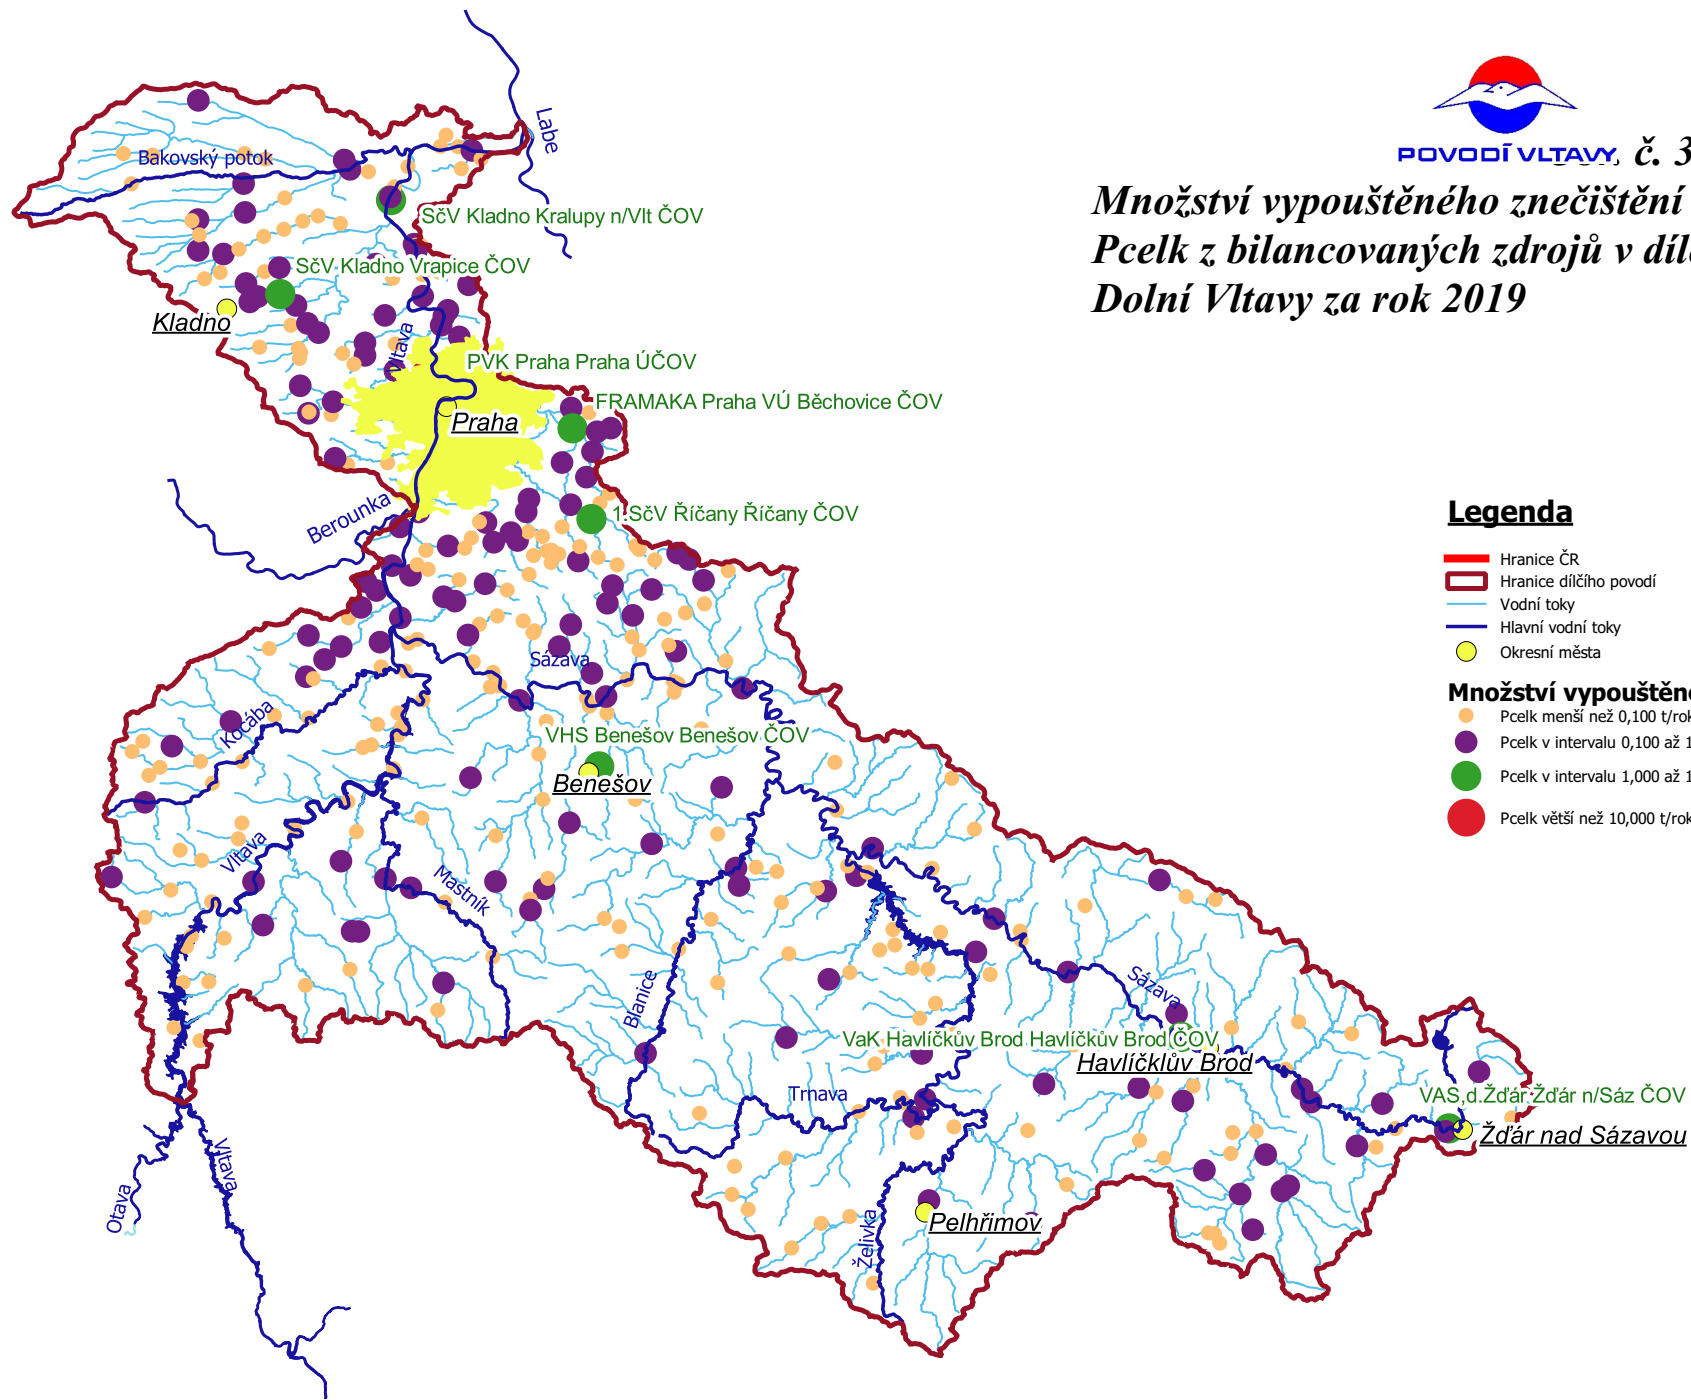 POVODÍ VLTAVY
č. 3
Množství vypouštěného znečištění
Pcelk z bilancovaných zdrojů v díl
Dolní Vltavy za rok 2019
Labe
Bakovský potok
SčV Kladno Kralupy n/Vlt ČOV
SčV Kladno Vrapice ČOV
Kladno
Vltava
PVK Praha Praha ÚČOV
FRAMAKA Praha VÚ Běchovice ČOV
Praha
Berounka
1.SčV Říčany Říčany ČOV
Legenda
Hranice ČR
Hranice dílčího povodí
Vodní toky
Hlavní vodní toky
Okresní města
Množství vypouštěné
Pcelk menší než 0,100 t/rok
Pcelk v intervalu 0,100 až 1
Pcelk v intervalu 1,000 až 1
Pcelk větší než 10,000 t/rok
Sázava
Kocába
VHS Benešov Benešov ČOV
Benešov
Vltava
Mastník
Blanice
Sázava
VaK Havlíčkův Brod Havlíčkův Brod ČOV
Havlíčklův Brod
Trnava
VAS,d.Žďár Žďár n/Sáz ČOV
Žďár nad Sázavou
Vltava
Otava
Pelhřimov
Želivka